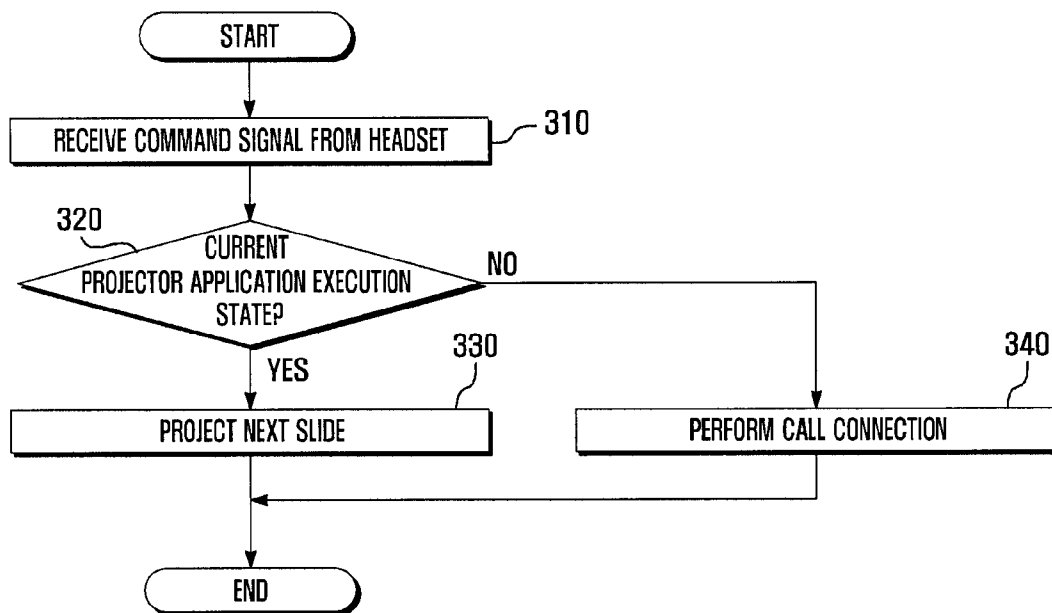 START
RECEIVE COMMAND SIGNAL FROM HEADSET
310
320
CURRENT
PROJECTOR APPLICATION EXECUTION
STATE?
NO
YES
330
340
PROJECT NEXT SLIDE
PERFORM CALL CONNECTION
END